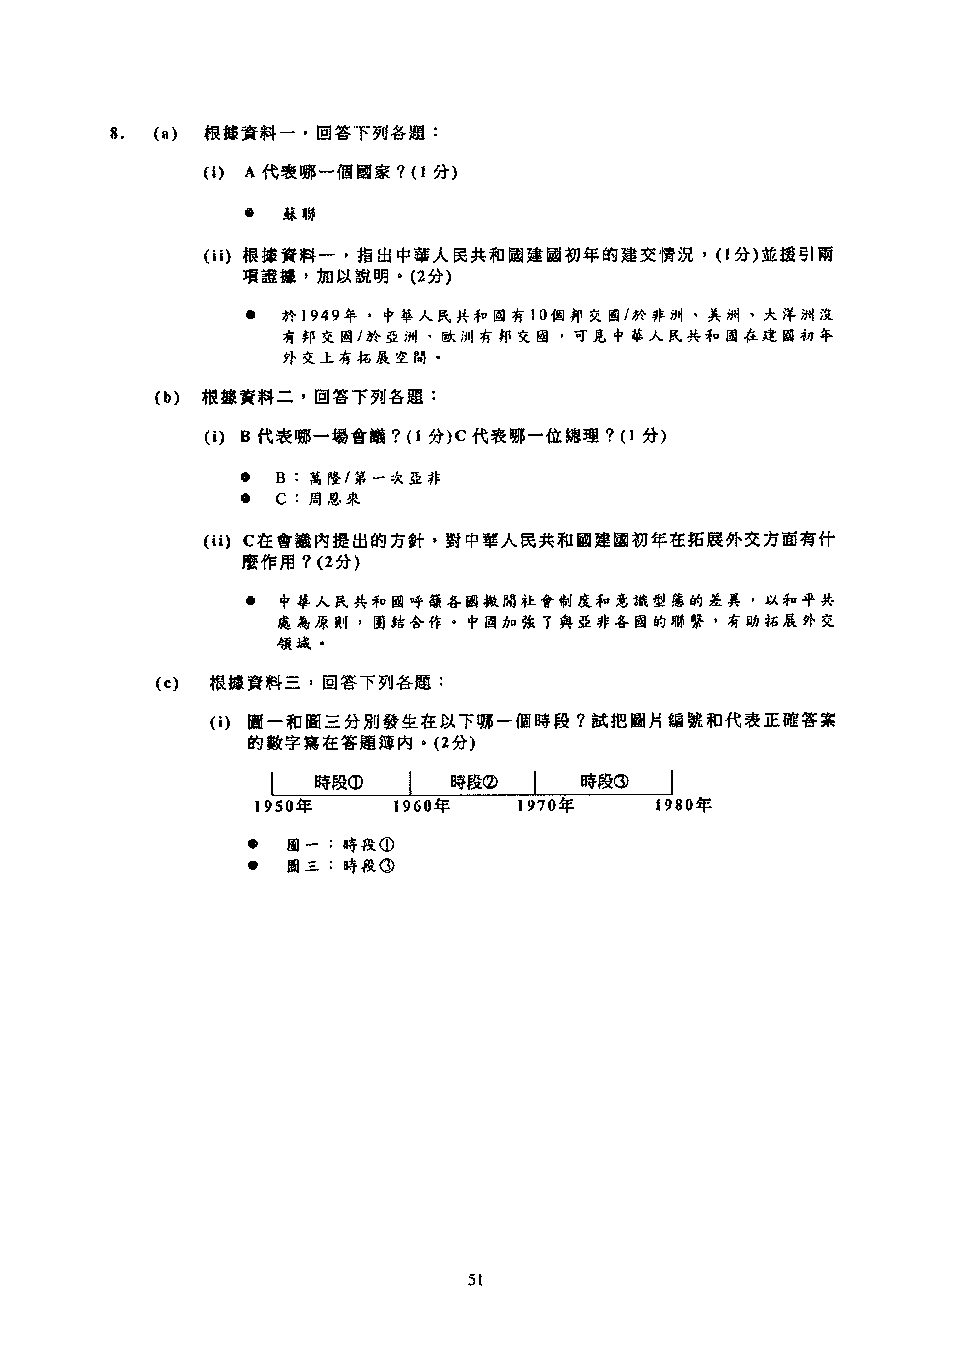 8. (a) 根據資料一，回答下列各題：
(i) A 代表哪一個國家？(1 分)
● 蘇聯
(ii) 根據資料一，指出中華人民共和國建國初年的建交情況，(1分)並援引兩
項證據，加以說明。(2分)
● 於1949年，中華人民共和國有10個邦交國/於非洲、美洲、大洋洲沒
有邦交國/於亞洲、歐洲有邦交國，可見中華人民共和國在建國初年
外交上有拓展空間。
(b) 根據資料二，回答下列各題：
(i) B 代表哪一場會議？(1 分)C 代表哪一位總理？(1 分)
● B：萬隆/第一次亞非
● C：周恩來
(ii) C在會議內提出的方針，對中華人民共和國建國初年在拓展外交方面有什
麼作用？(2分)
● 中華人民共和國呼籲各國撇開社會制度和意識型態的差異，以和平共
處為原則，團結合作。中國加強了與亞非各國的聯繫，有助拓展外交
領域。
(c) 根據資料三，回答下列各題：
(i) 圖一和圖三分別發生在以下哪一個時段？試把圖片編號和代表正確答案
的數字寫在答題簿內。(2分)
時段① 時段② 時段③
1950年 1960年 1970年 1980年
● 圖一：時段①
● 圖三：時段③
51